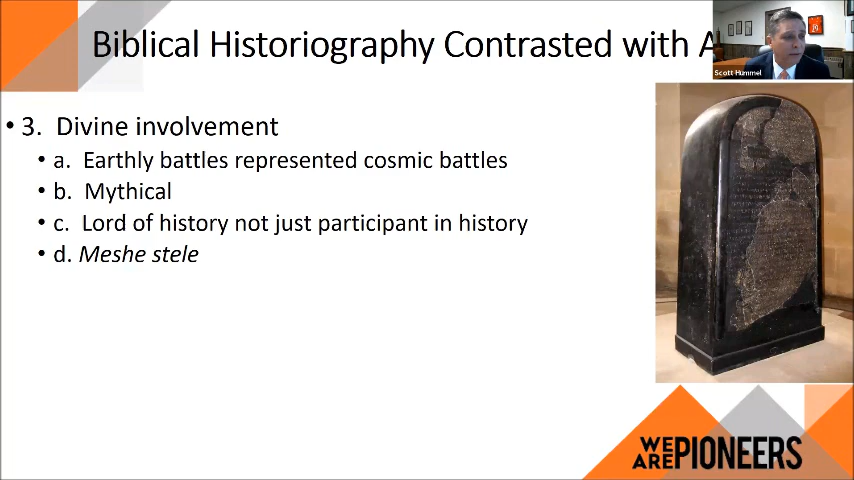 Biblical Historiography Contrasted with A
Scott Hummel
• 3. Divine involvement
• a. Earthly battles represented cosmic battles
• b. Mythical
• c. Lord of history not just participant in history
• d. Meshe stele
WE ARE PIONEERS